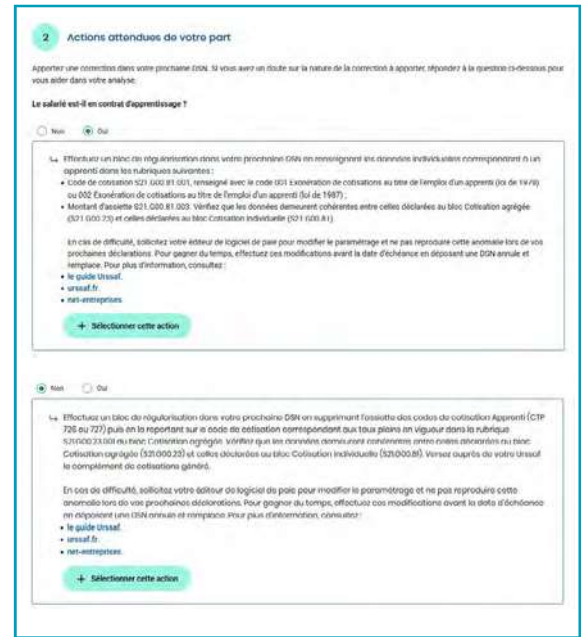 2 Actions attendues de votre part
Apportez une correction dans votre prochaine DSN. Si vous avez un doute sur la nature de la correction à apporter, répondez à la question ci-dessous pour
vous aider dans votre analyse.
Le salarié est-il en contrat d'apprentissage ?
Non Oui
Effectuez un bloc de régularisation dans votre prochaine DSN en renseignant les données individuelles correspondant à un
apprenti dans les rubriques suivantes :
• Code de cotisation S21.G00.81.001, renseigné avec le code 001 Exonération de cotisations au titre de l'emploi d'un apprenti (loi de 1979)
ou 002 Exonération de cotisations au titre de l'emploi d'un apprenti (loi de 1987) ;
• Montant d'assiette S21.G00.81.003. Vérifiez que les données demeurent cohérentes entre celles déclarées au bloc Cotisation agrégée
(S21.G00.23) et celles déclarées au bloc Cotisation individuelle (S21.G00.81).
En cas de difficulté, sollicitez votre éditeur de logiciel de paie pour modifier le paramétrage et ne pas reproduire cette anomalie lors de vos
prochaines déclarations. Pour gagner du temps, effectuez ces modifications avant la date d'échéance en déposant une DSN annule et
remplace. Pour plus d'information, consultez :
• le guide Urssaf.
• urssaf.fr.
• net-entreprises.
+ Sélectionner cette action
Non Oui
Effectuez un bloc de régularisation dans votre prochaine DSN en supprimant l'assiette des codes de cotisation Apprenti (CTP
726 ou 727) puis en la reportant sur le code de cotisation correspondant aux taux pleins en vigueur dans la rubrique
S21.G00.23.001 du bloc Cotisation agrégée. Vérifiez que les données demeurent cohérentes entre celles déclarées au bloc
Cotisation agrégée (S21.G00.23) et celles déclarées au bloc Cotisation individuelle (S21.G00.81). Versez auprès de votre Urssaf
le complément de cotisations généré.
En cas de difficulté, sollicitez votre éditeur de logiciel de paie pour modifier le paramétrage et ne pas reproduire cette
anomalie lors de vos prochaines déclarations. Pour gagner du temps, effectuez ces modifications avant la date d'échéance
en déposant une DSN annule et remplace. Pour plus d'information, consultez :
• le guide Urssaf.
• urssaf.fr.
• net-entreprises.
+ Sélectionner cette action